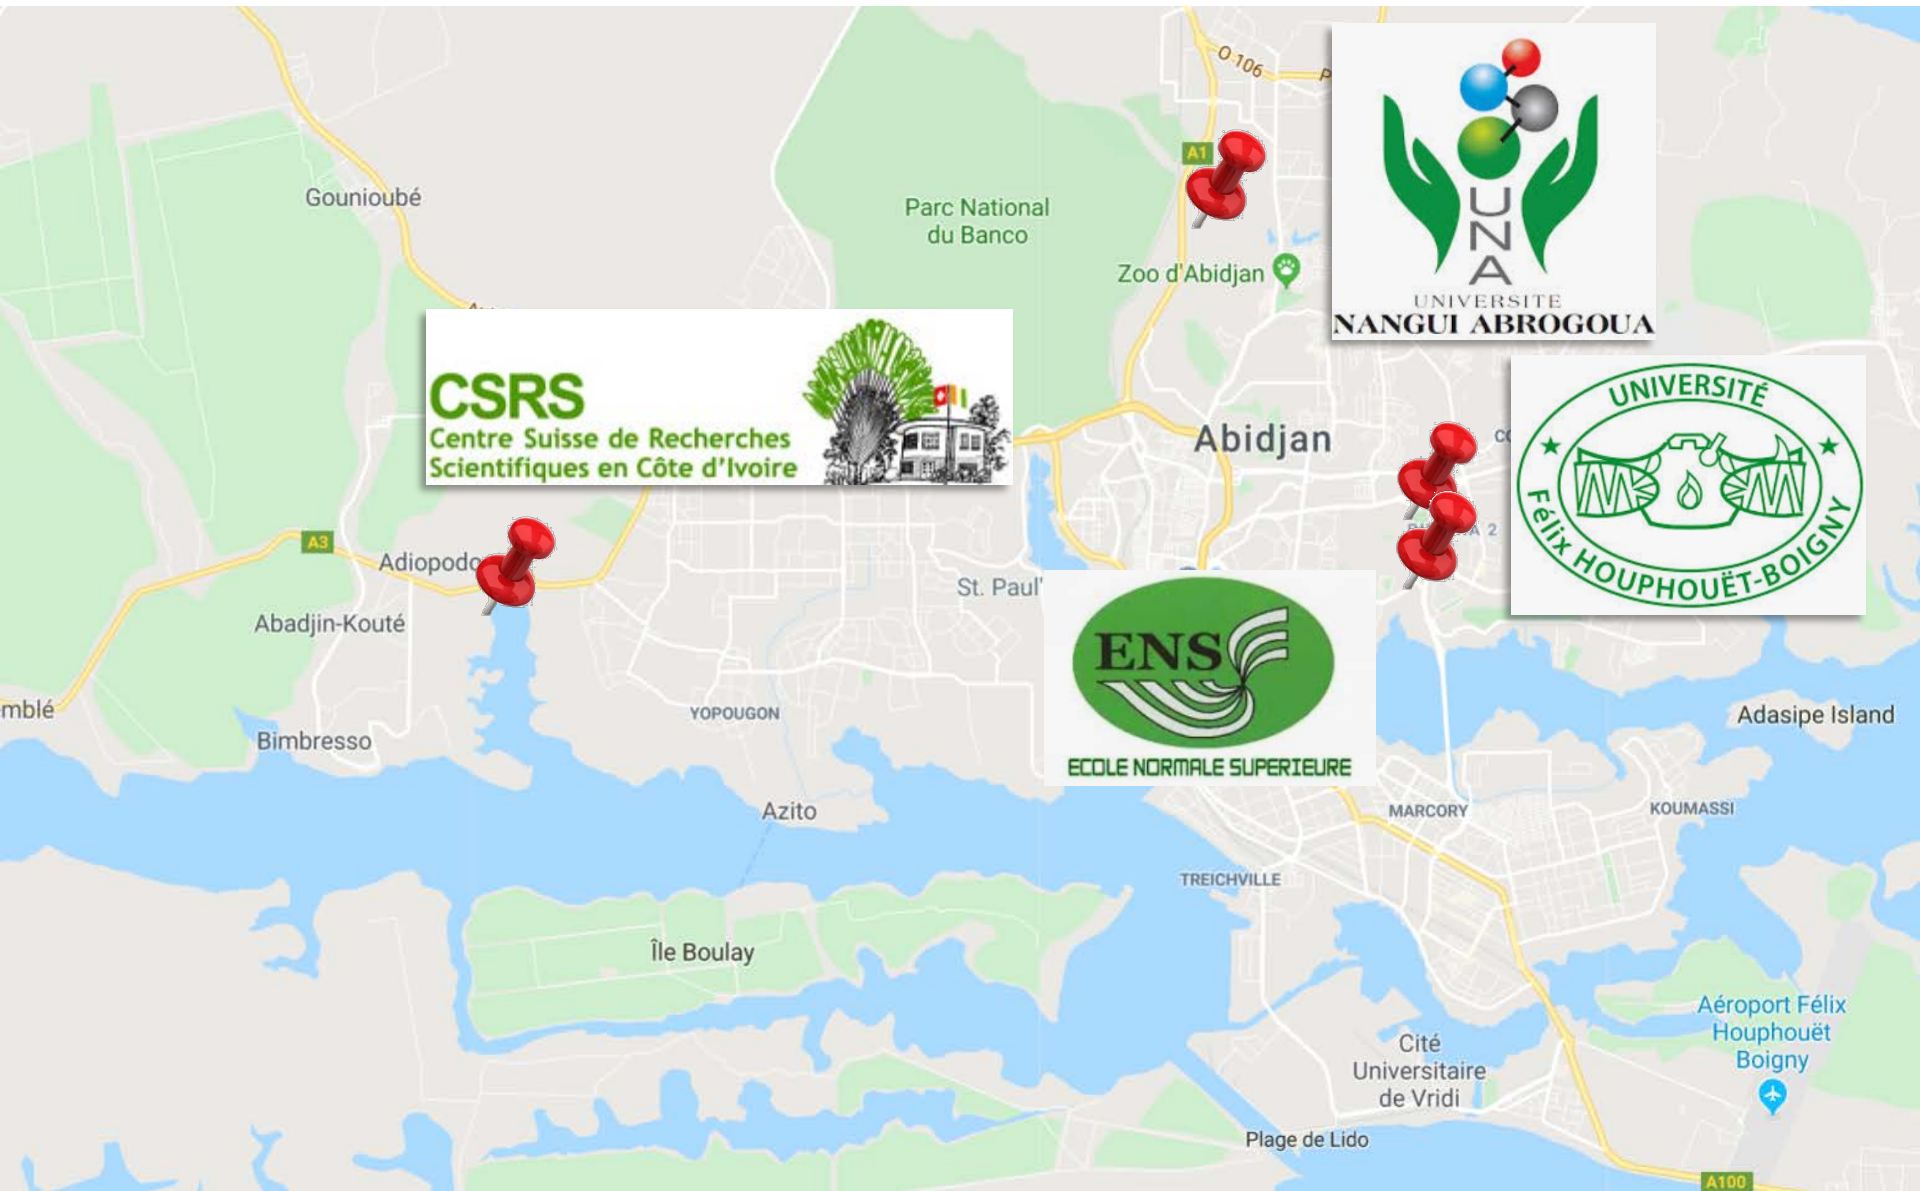 O 106
A1
Gounioubé
Parc National
du Banco
Zoo d'Abidjan
UNA
UNIVERSITE
NANGUI ABROGOUA
CSRS
Centre Suisse de Recherches
Scientifiques en Côte d'Ivoire
Abidjan
UNIVERSITÉ
Félix HOUPHOUËT-BOIGNY
A3
Adiopodo
2
Abadjin-Kouté
St. Paul'
ENS
ECOLE NORMALE SUPERIEURE
mblé
Bimbresso
YOPOUGON
Adasipe Island
Azito
MARCORY
KOUMASSI
TREICHVILLE
Île Boulay
Aéroport Félix
Houphouët
Boigny
Cité
Universitaire
de Vridi
Plage de Lido
A100